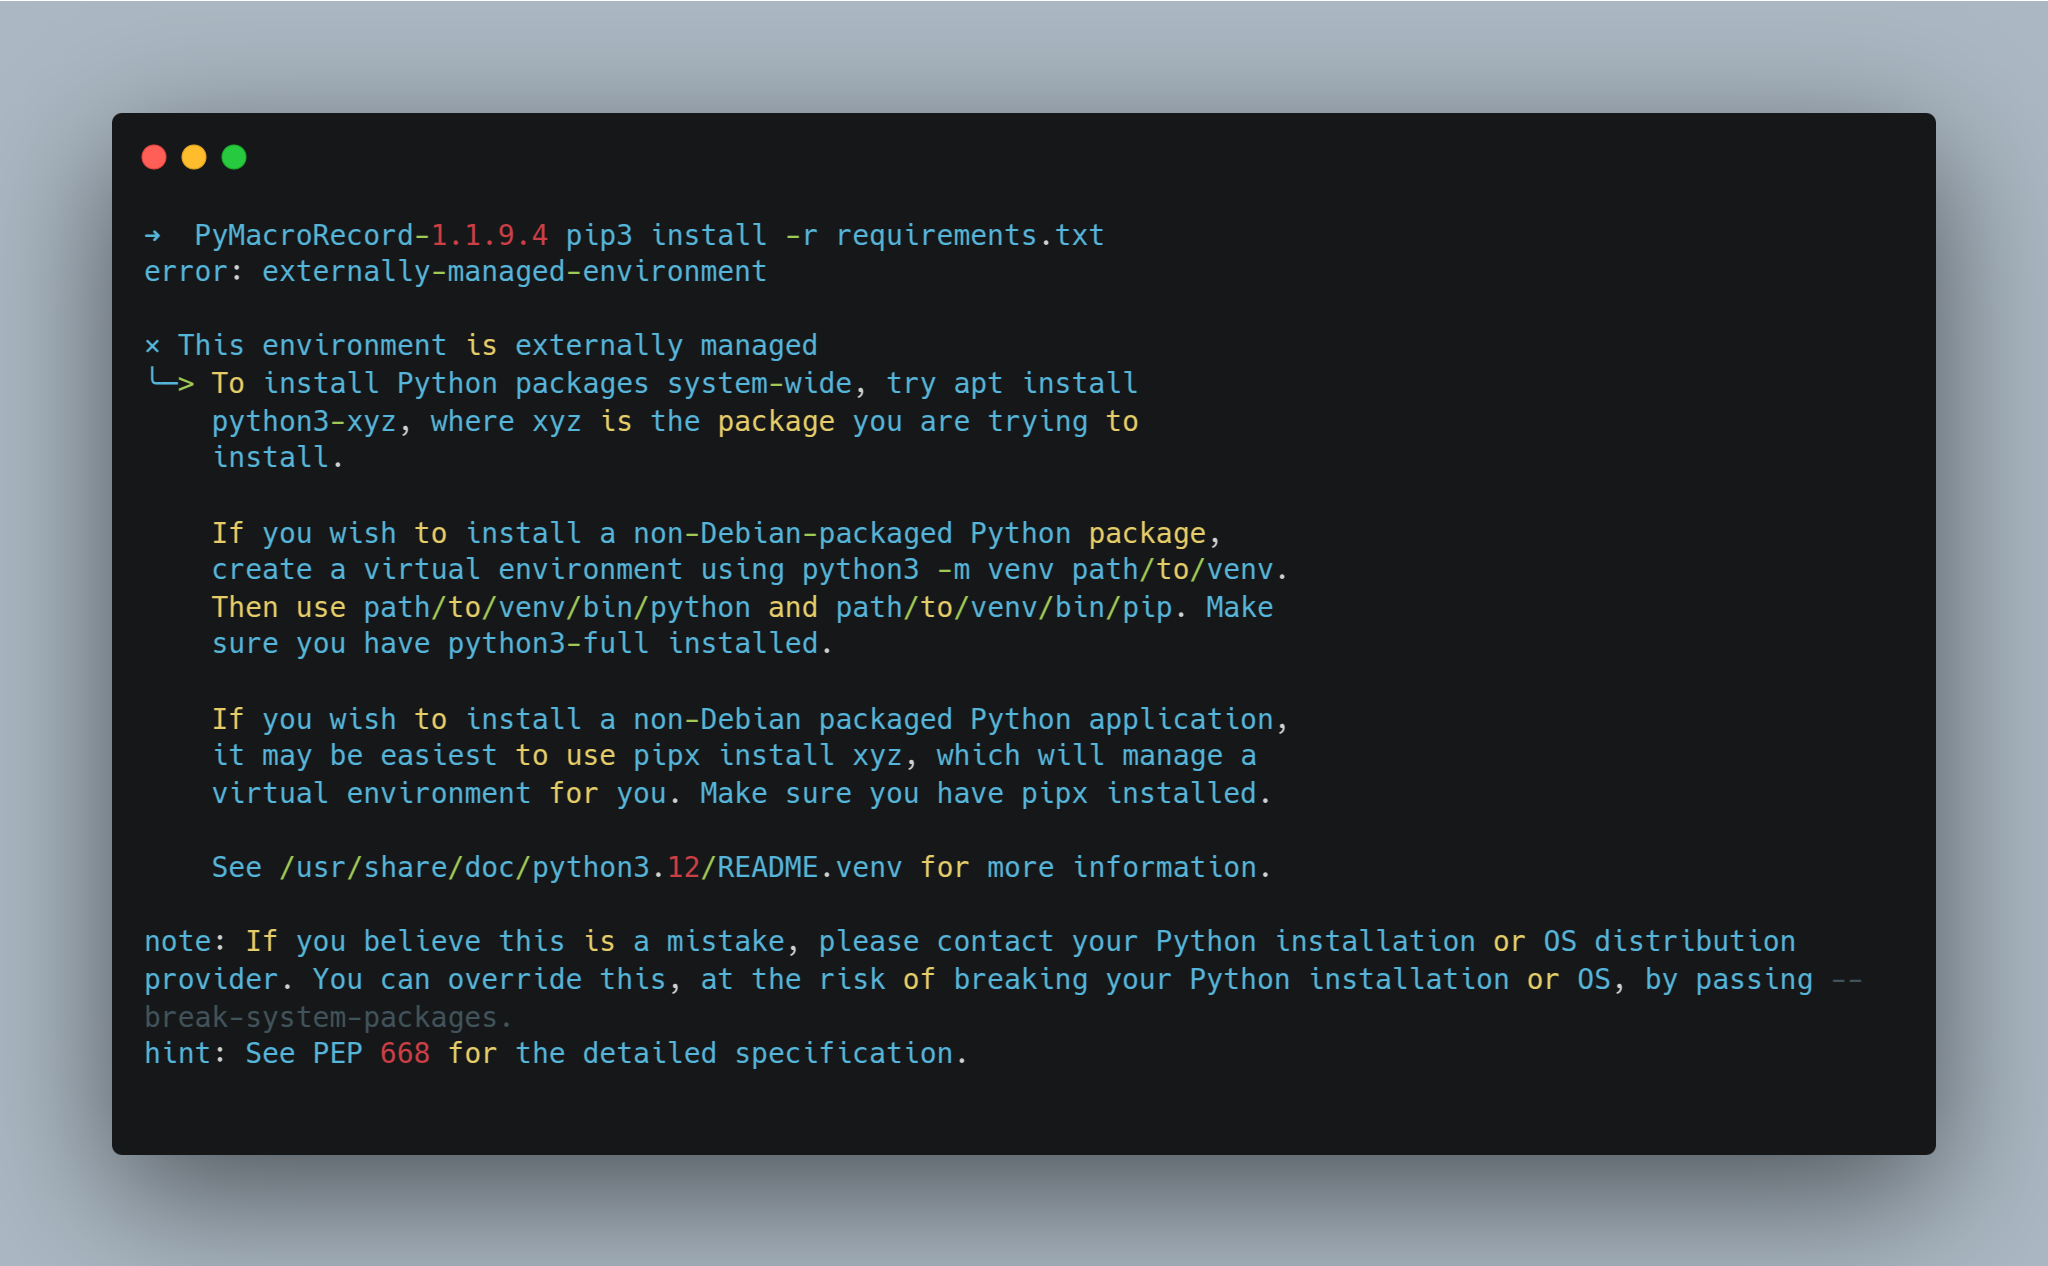 ➜  PyMacroRecord-1.1.9.4 pip3 install -r requirements.txt
error: externally-managed-environment

× This environment is externally managed
╰─> To install Python packages system-wide, try apt install
    python3-xyz, where xyz is the package you are trying to
    install.

    If you wish to install a non-Debian-packaged Python package,
    create a virtual environment using python3 -m venv path/to/venv.
    Then use path/to/venv/bin/python and path/to/venv/bin/pip. Make
    sure you have python3-full installed.

    If you wish to install a non-Debian packaged Python application,
    it may be easiest to use pipx install xyz, which will manage a
    virtual environment for you. Make sure you have pipx installed.

    See /usr/share/doc/python3.12/README.venv for more information.

note: If you believe this is a mistake, please contact your Python installation or OS distribution
provider. You can override this, at the risk of breaking your Python installation or OS, by passing --
break-system-packages.
hint: See PEP 668 for the detailed specification.